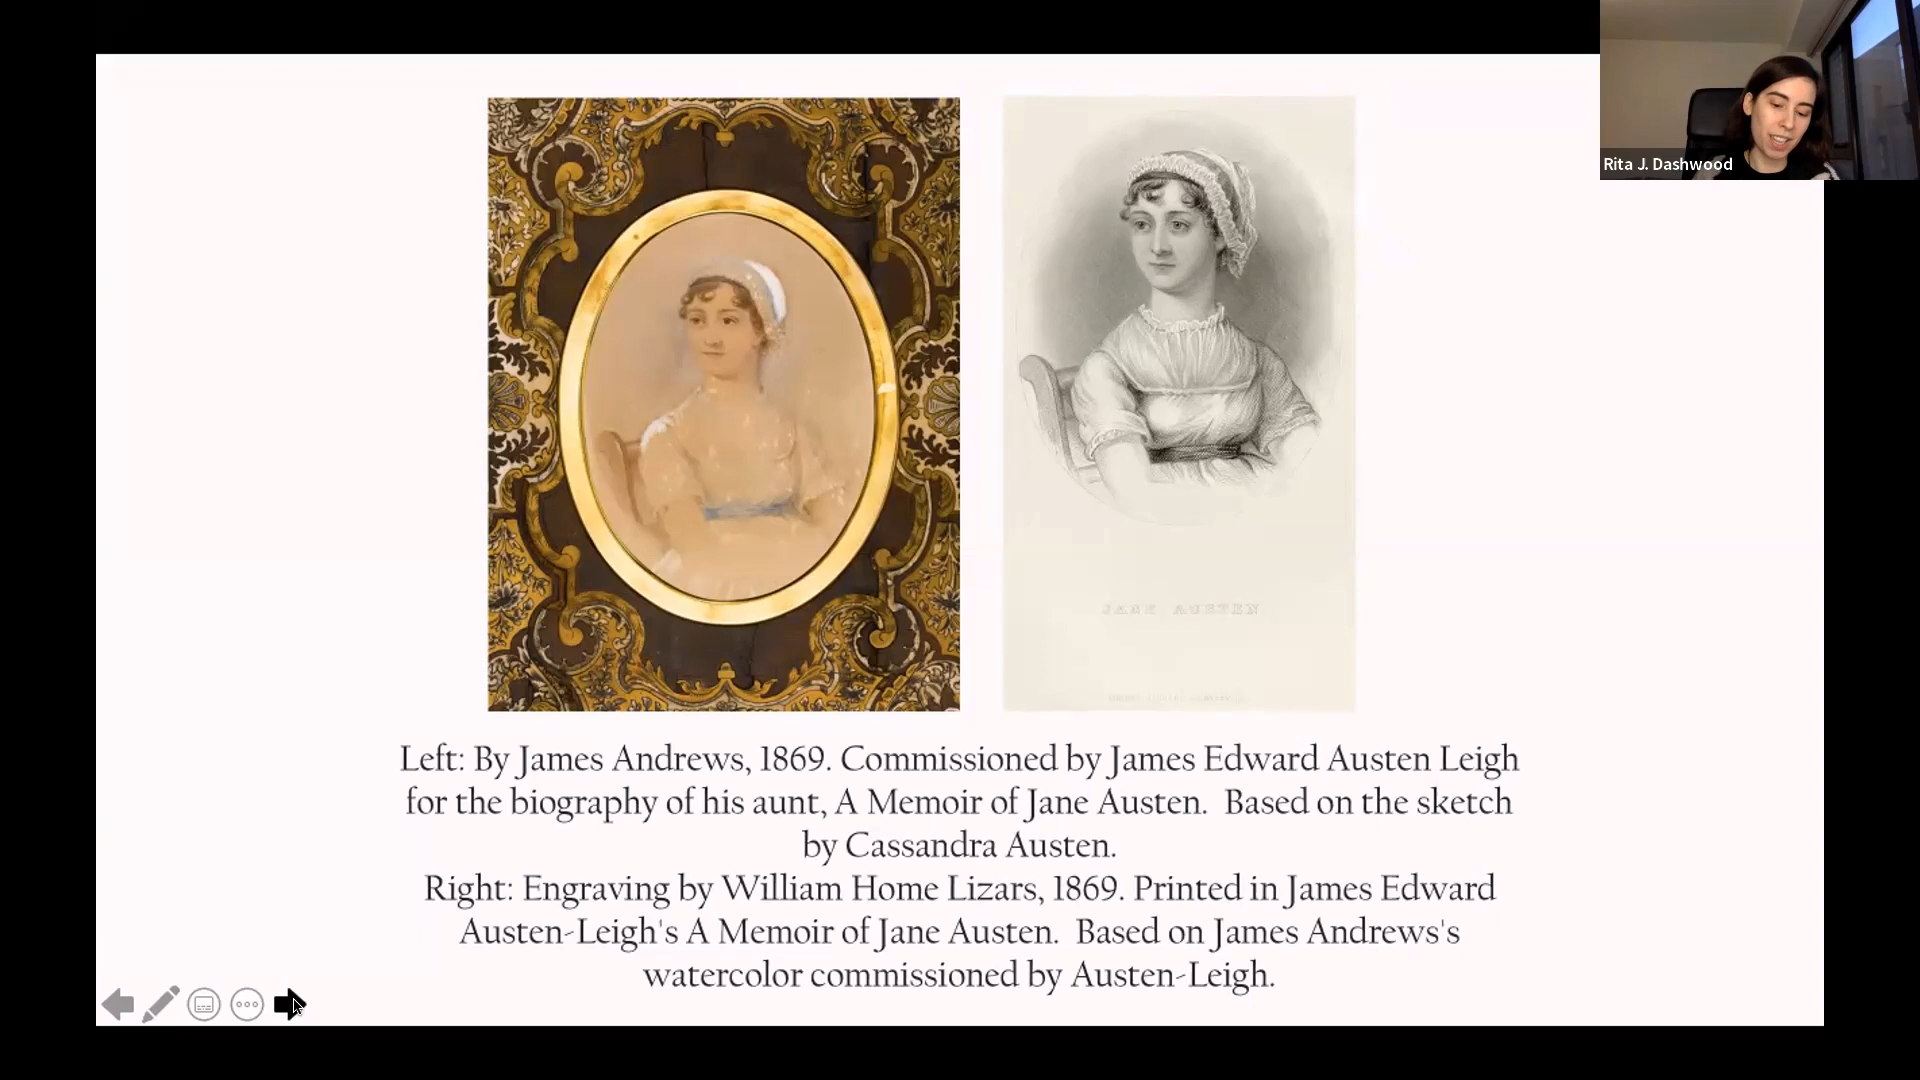 Rita J. Dashwood
JANE AUSTEN
Left: By James Andrews, 1869. Commissioned by James Edward Austen Leigh
for the biography of his aunt, A Memoir of Jane Austen. Based on the sketch
by Cassandra Austen.
Right: Engraving by William Home Lizars, 1869. Printed in James Edward
Austen-Leigh's A Memoir of Jane Austen. Based on James Andrews's
watercolor commissioned by Austen-Leigh.